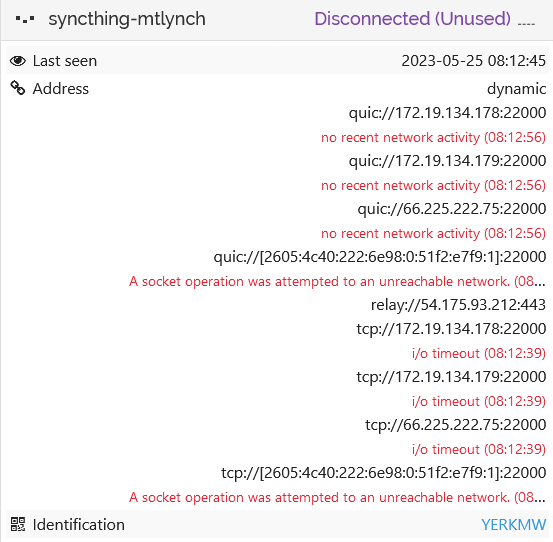 syncthing-mtlynch Disconnected (Unused)
Last seen 2023-05-25 08:12:45
Address dynamic
quic://172.19.134.178:22000
no recent network activity (08:12:56)
quic://172.19.134.179:22000
no recent network activity (08:12:56)
quic://66.225.222.75:22000
no recent network activity (08:12:56)
quic://[2605:4c40:222:6e98:0:51f2:e7f9:1]:22000
A socket operation was attempted to an unreachable network. (08...
relay://54.175.93.212:443
tcp://172.19.134.178:22000
i/o timeout (08:12:39)
tcp://172.19.134.179:22000
i/o timeout (08:12:39)
tcp://66.225.222.75:22000
i/o timeout (08:12:39)
tcp://[2605:4c40:222:6e98:0:51f2:e7f9:1]:22000
A socket operation was attempted to an unreachable network. (08...
Identification YERKMW